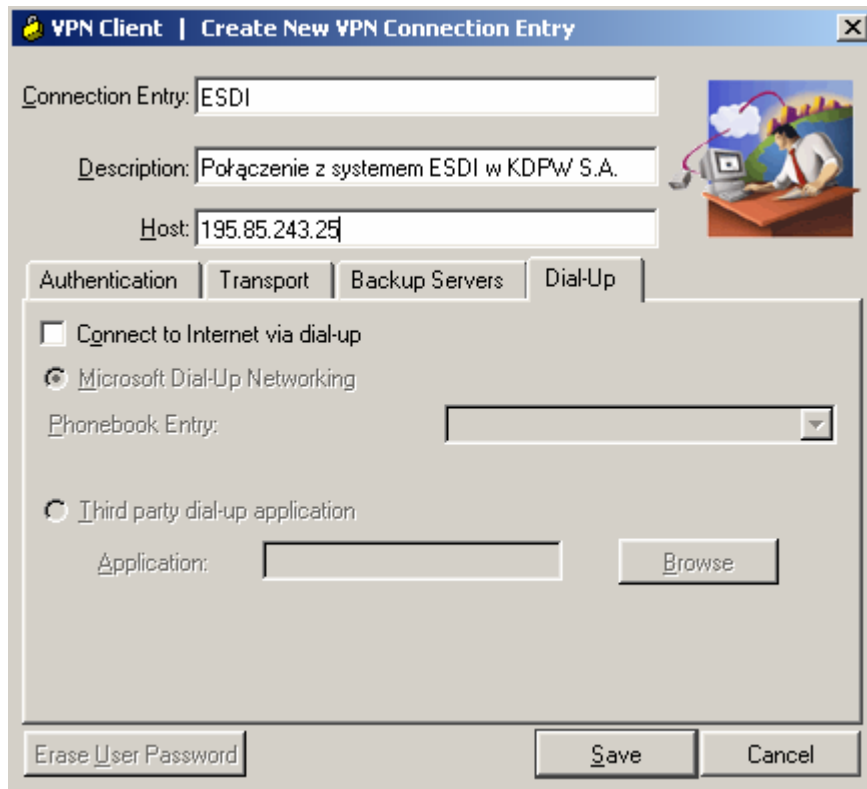 VPN Client | Create New VPN Connection Entry
Connection Entry: ESDI
Description: Połączenie z systemem ESDI w KDPW S.A.
Host: 195.85.243.25
Authentication Transport Backup Servers Dial-Up
Connect to Internet via dial-up
Microsoft Dial-Up Networking
Phonebook Entry:
Third party dial-up application
Application: Browse
Erase User Password Save Cancel